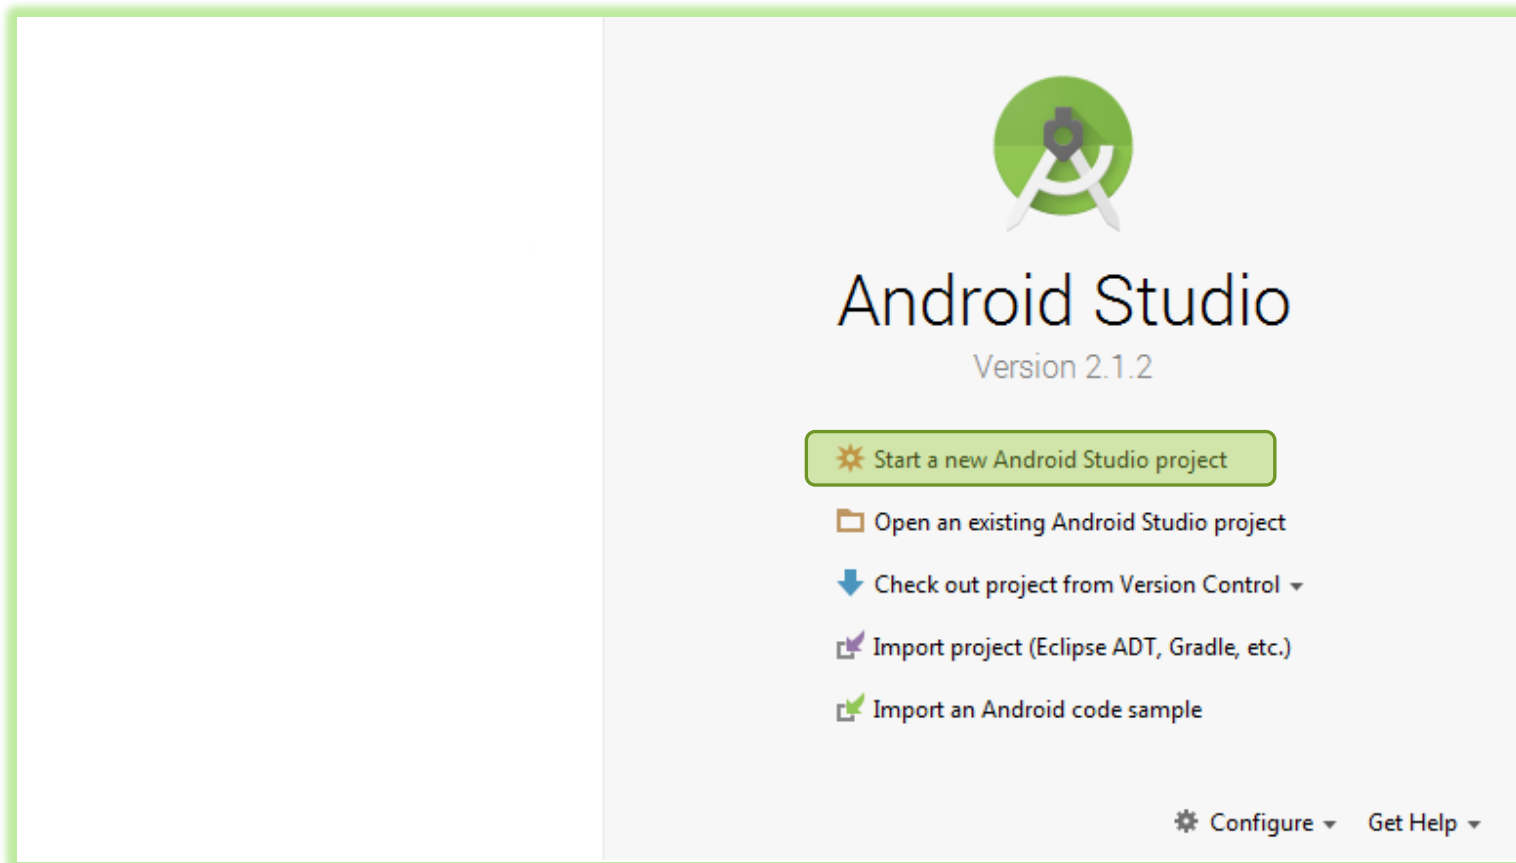 Android Studio
Version 2.1.2
Start a new Android Studio project
Open an existing Android Studio project
Check out project from Version Control
Import project (Eclipse ADT, Gradle, etc.)
Import an Android code sample
Configure Get Help